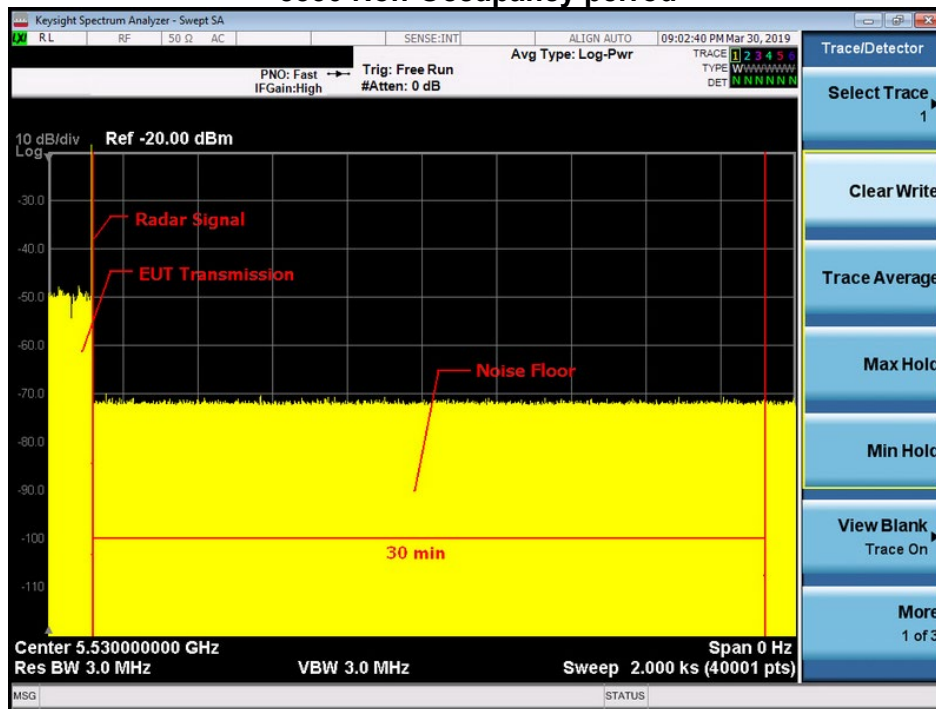 Keysight Spectrum Analyzer - Swept SA
LXI RL RF 50 Ω AC SENSE:INT ALIGN AUTO 09:02:40 PM Mar 30, 2019
Avg Type: Log-Pwr
TRACE 1 2 3 4 5 6
TYPE WWWWWW
DET N N N N N N
PNO: Fast
IFGain:High
Trig: Free Run
#Atten: 0 dB
10 dB/div Ref -20.00 dBm
Log
-30.0
-40.0
-50.0
-60.0
-70.0
-80.0
-90.0
-100
-110
Radar Signal
EUT Transmission
Noise Floor
30 min
Center 5.530000000 GHz Span 0 Hz
Res BW 3.0 MHz VBW 3.0 MHz Sweep 2.000 ks (40001 pts)
MSG STATUS
Trace/Detector
Select Trace
1
Clear Write
Trace Average
Max Hold
Min Hold
View Blank
Trace On
More
1 of 3